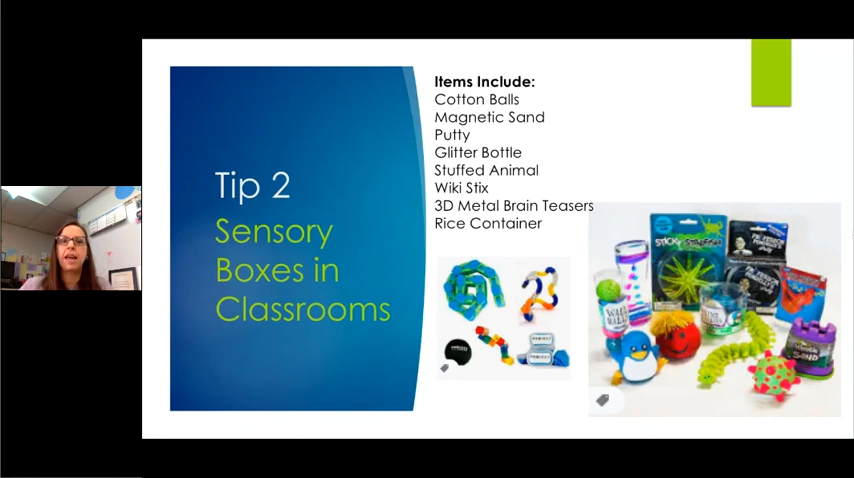 Tip 2
Sensory
Boxes in
Classrooms
Items Include:
Cotton Balls
Magnetic Sand
Putty
Glitter Bottle
Stuffed Animal
Wiki Stix
3D Metal Brain Teasers
Rice Container
STICKY